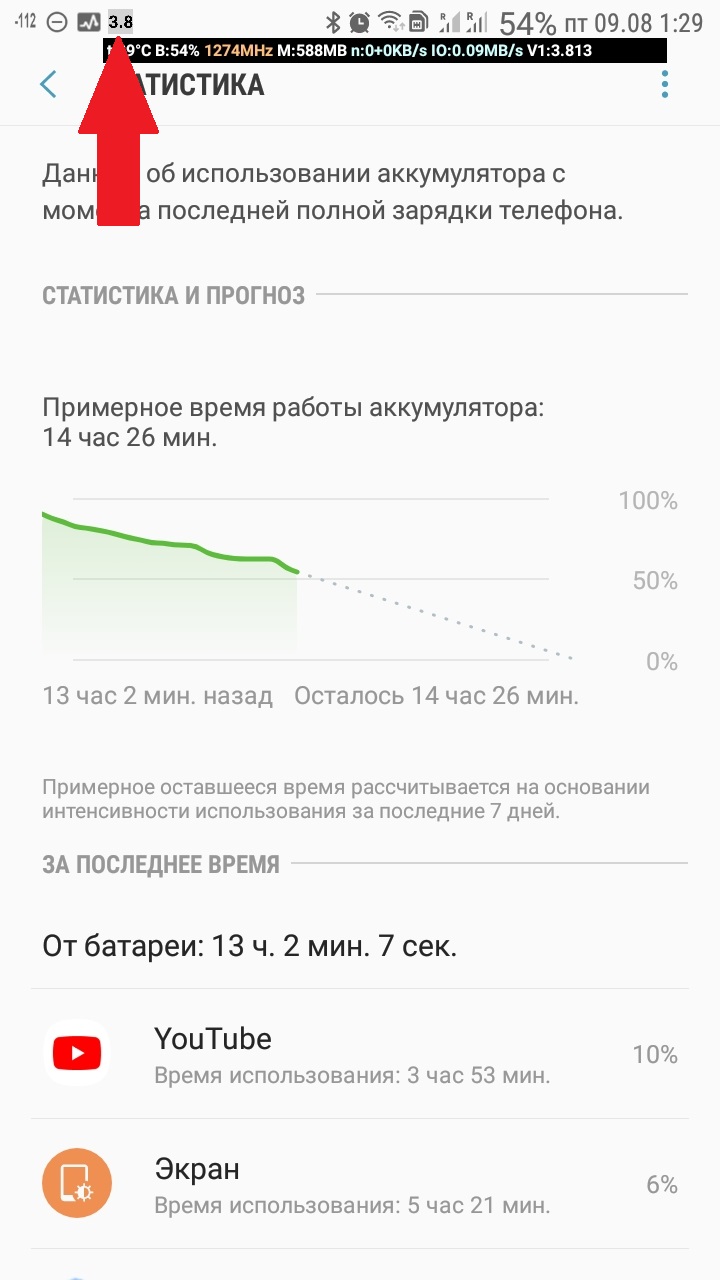 -112 3.8 R R 54% пт 09.08 1:29
9°C B:54% 1274MHz M:588MB n:0+0KB/s IO:0.09MB/s V1:3.813
АТИСТИКА
об использовании аккумулятора с
последней полной зарядки телефона.
СТАТИСТИКА И ПРОГНОЗ
Примерное время работы аккумулятора:
14 час 26 мин.
100%
50%
0%
13 час 2 мин. назад Осталось 14 час 26 мин.
Примерное оставшееся время рассчитывается на основании
интенсивности использования за последние 7 дней.
ЗА ПОСЛЕДНЕЕ ВРЕМЯ
От батареи: 13 ч. 2 мин. 7 сек.
YouTube
10%
Время использования: 3 час 53 мин.
Экран
6%
Время использования: 5 час 21 мин.